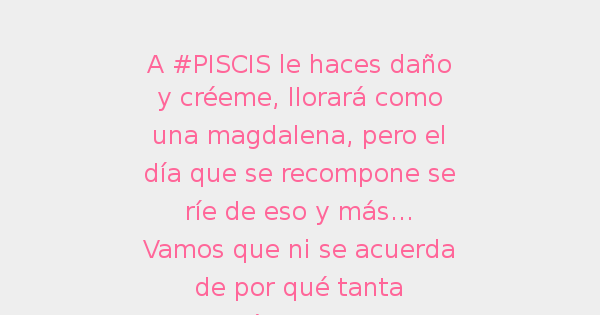 A #PISCIS le haces daño
y créeme, llorará como
una magdalena, pero el
día que se recompone se
ríe de eso y más...
Vamos que ni se acuerda
de por qué tanta